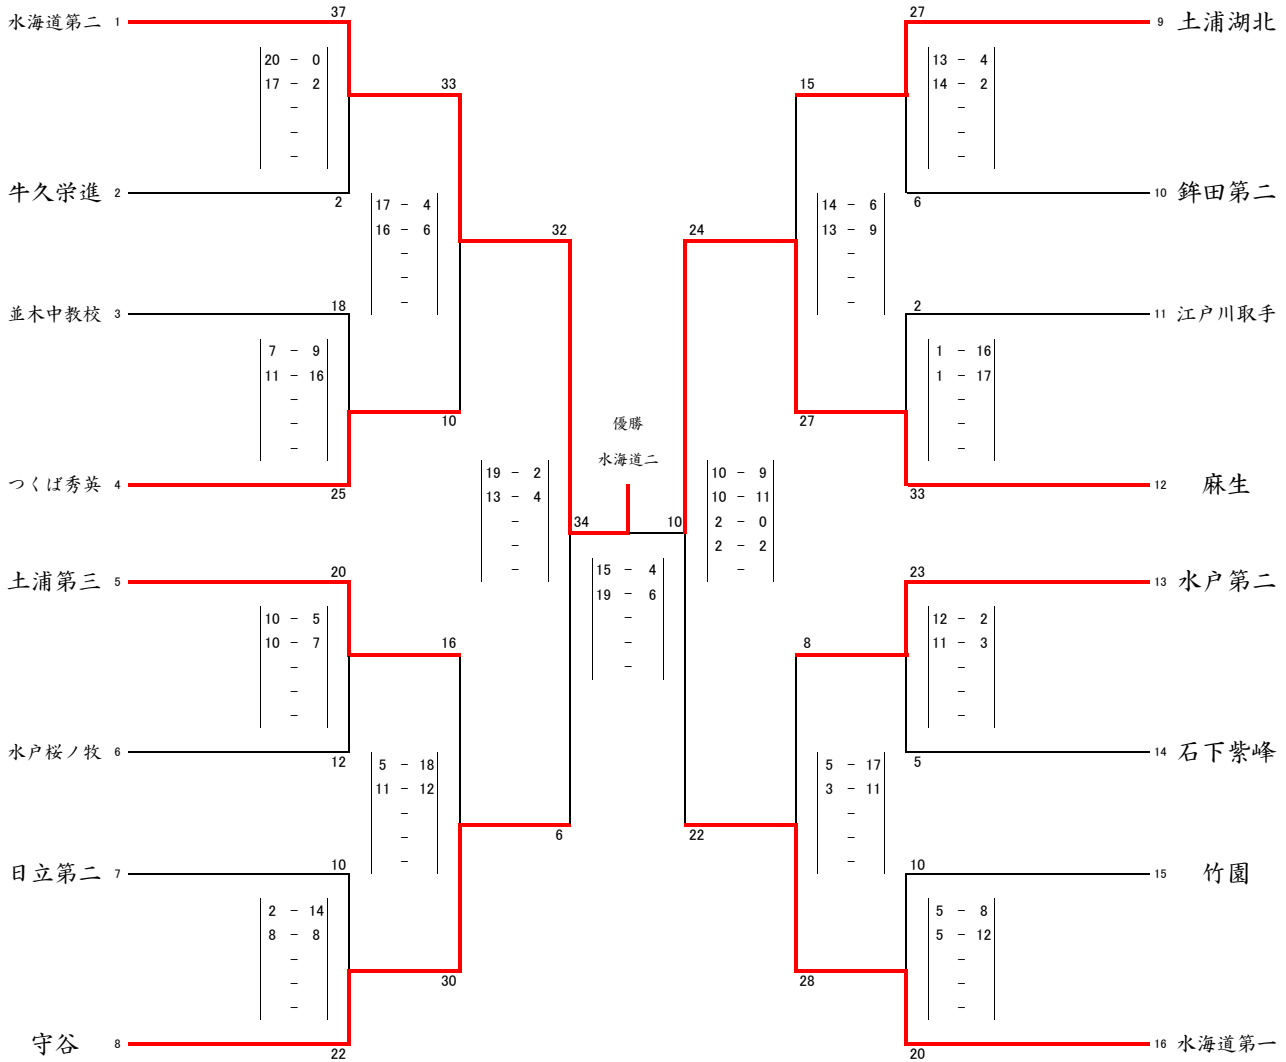 水海道第二 1
37
20 - 0
17 - 2
-
-
-
牛久栄進 2
2
33
17 - 4
16 - 6
-
-
-
並木中教校 3
18
7 - 9
11 - 16
-
-
-
つくば秀英 4
25
10
32
19 - 2
13 - 4
-
-
-
土浦第三 5
20
10 - 5
10 - 7
-
-
-
水戸桜ノ牧 6
12
16
5 - 18
11 - 12
-
-
-
日立第二 7
10
2 - 14
8 - 8
-
-
-
守谷 8
22
30
6
優勝
水海道二
34
10
15 - 4
19 - 6
-
-
-
27
9 土浦湖北
13 - 4
14 - 2
-
-
-
10 鉾田第二
6
15
14 - 6
13 - 9
-
-
-
2
11 江戸川取手
1 - 16
1 - 17
-
-
-
12 麻生
33
27
24
10 - 9
10 - 11
2 - 0
2 - 2
-
23
13 水戸第二
12 - 2
11 - 3
-
-
-
14 石下紫峰
5
8
5 - 17
3 - 11
-
-
-
10
15 竹園
5 - 8
5 - 12
-
-
-
16 水海道第一
20
28
22